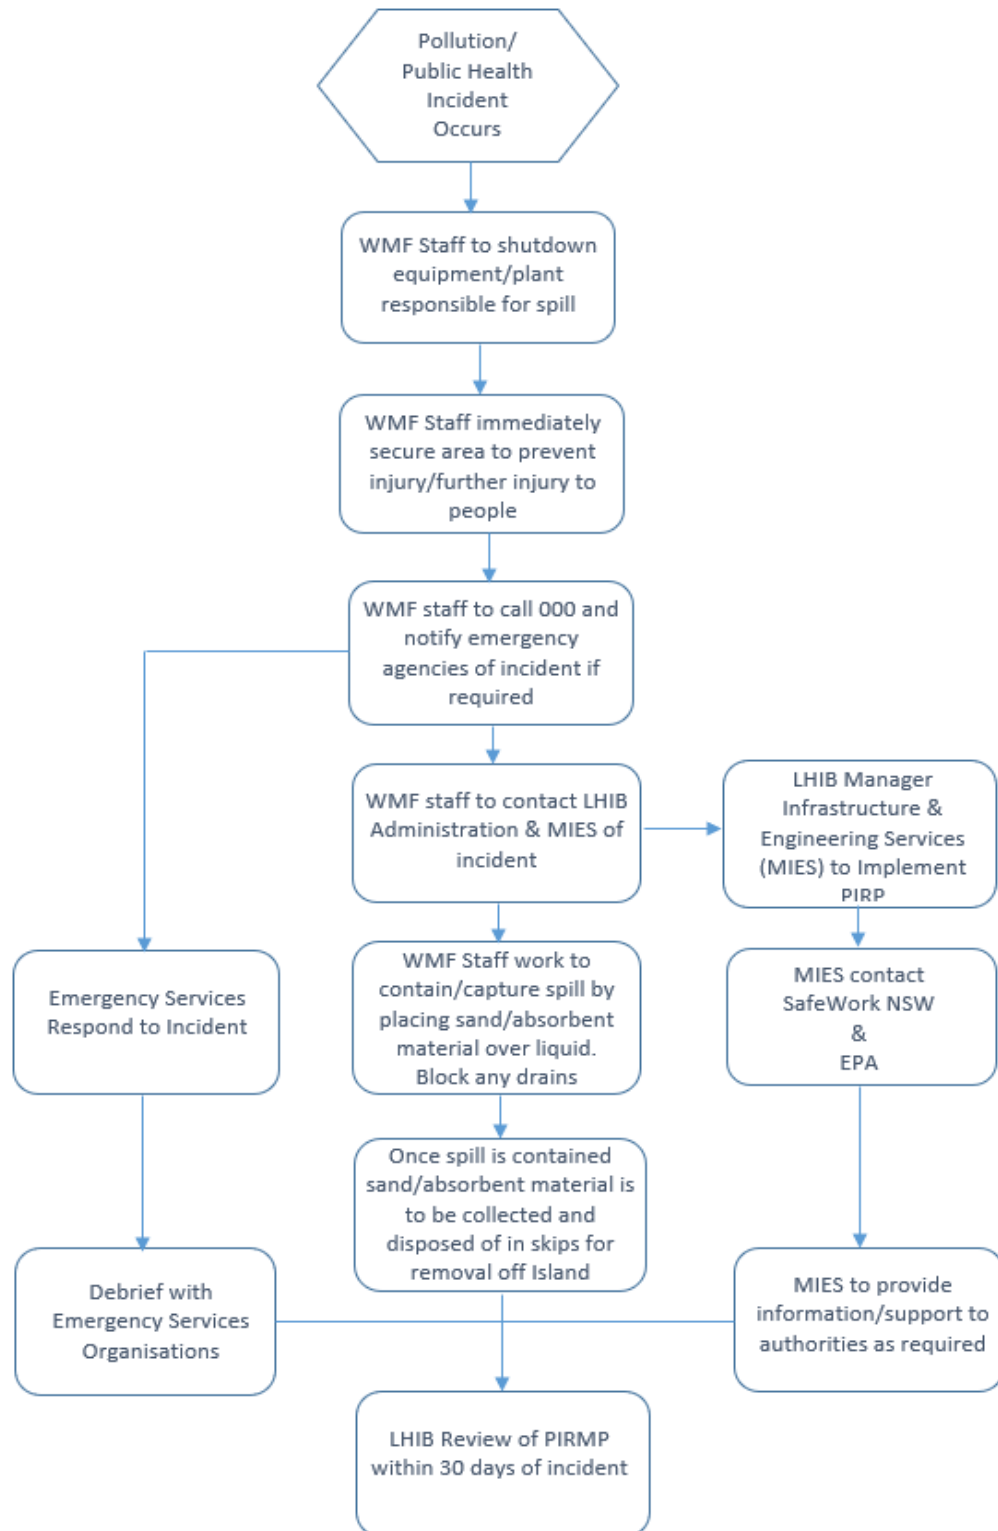 Pollution/
Public Health
Incident
Occurs
WMF Staff to shutdown
equipment/plant
responsible for spill
WMF Staff immediately
secure area to prevent
injury/further injury to
people
WMF staff to call 000 and
notify emergency
agencies of incident if
required
WMF staff to contact LHIB
Administration & MIES of
incident
LHIB Manager
Infrastructure &
Engineering Services
(MIES) to Implement
PIRP
Emergency Services
Respond to Incident
WMF Staff work to
contain/capture spill by
placing sand/absorbent
material over liquid.
Block any drains
MIES contact
SafeWork NSW
&
EPA
Once spill is contained
sand/absorbent material is
to be collected and
disposed of in skips for
removal off Island
Debrief with
Emergency Services
Organisations
MIES to provide
information/support to
authorities as required
LHIB Review of PIRMP
within 30 days of incident